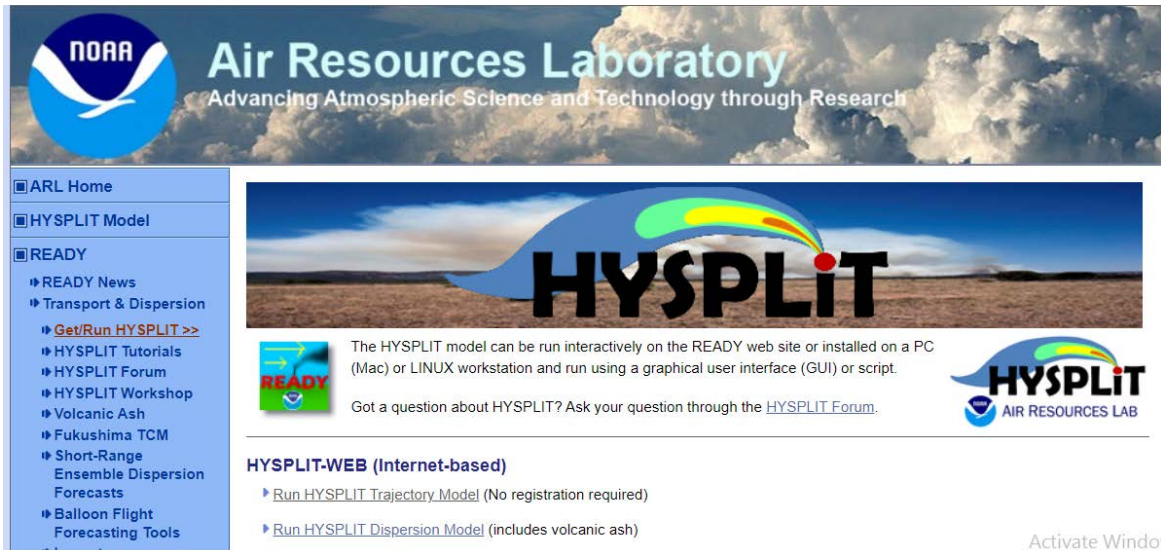 NOAA
Air Resources Laboratory
Advancing Atmospheric Science and Technology through Research
ARL Home
HYSPLIT Model
READY
READY News
Transport & Dispersion
Get/Run HYSPLIT >>
HYSPLIT Tutorials
HYSPLIT Forum
HYSPLIT Workshop
Volcanic Ash
Fukushima TCM
Short-Range
Ensemble Dispersion
Forecasts
Balloon Flight
Forecasting Tools
HYSPLiT
READY
The HYSPLIT model can be run interactively on the READY web site or installed on a PC
(Mac) or LINUX workstation and run using a graphical user interface (GUI) or script.
Got a question about HYSPLIT? Ask your question through the HYSPLIT Forum.
HYSPLiT
AIR RESOURCES LAB
HYSPLIT-WEB (Internet-based)
Run HYSPLIT Trajectory Model (No registration required)
Run HYSPLIT Dispersion Model (includes volcanic ash)
Activate Windo